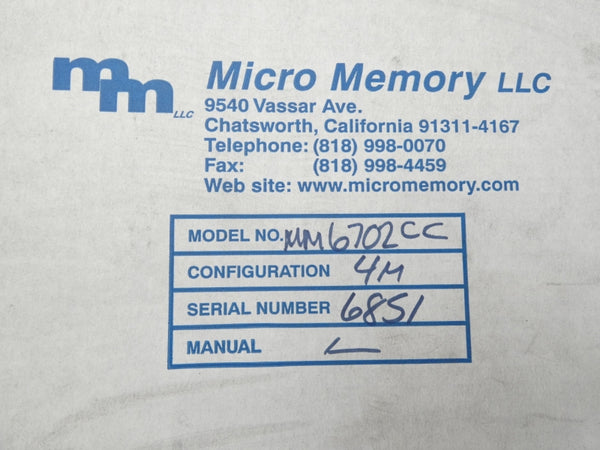 mm LLC
Micro Memory LLC
9540 Vassar Ave.
Chatsworth, California 91311-4167
Telephone: (818) 998-0070
Fax: (818) 998-4459
Web site: www.micromemory.com
MODEL NO. MM6702CC
CONFIGURATION 4M
SERIAL NUMBER 6851
MANUAL